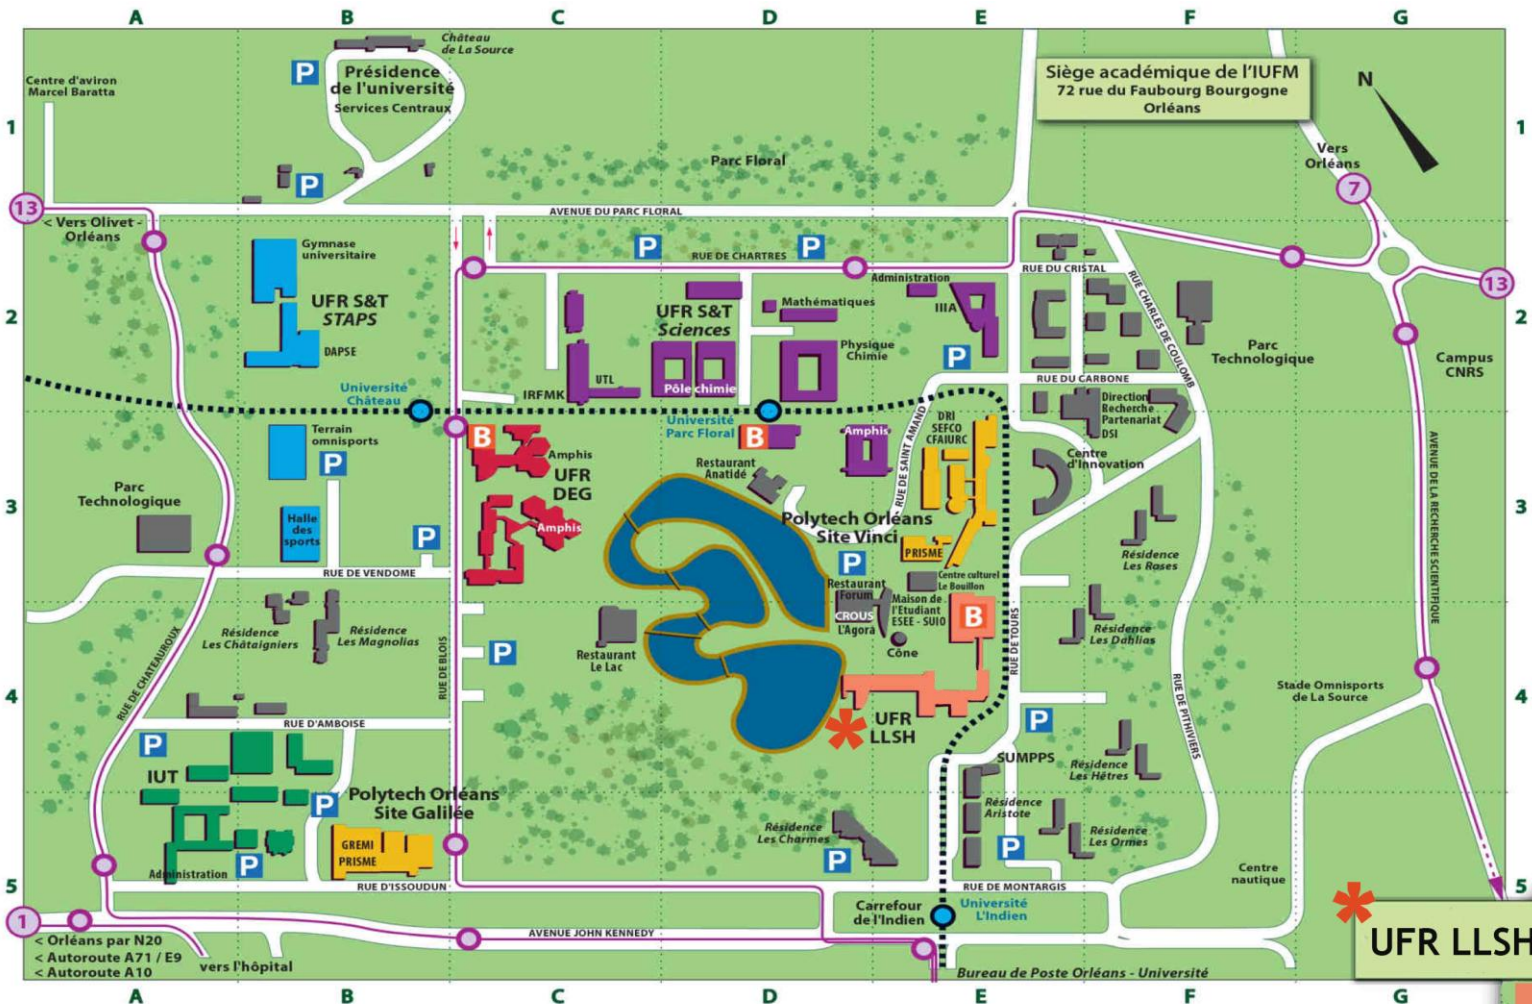 A B C D E F G
Château
de La Source
P
Présidence
de l'université
Services Centraux
Centre d'aviron
Marcel Baratta
Siège académique de l'IUFM
72 rue du Faubourg Bourgogne
Orléans
N
1
1
Parc Floral
Vers
Orléans
7
P
13
AVENUE DU PARC FLORAL
< Vers Olivet -
Orléans
Gymnase
universitaire
P
P
RUE DE CHARTRES
Administration
RUE DU CRISTAL
13
UFR S&T
STAPS
DAPSE
UFR S&T
Sciences
Mathématiques
IIIA
RUE CHARLES DE COULOMB
2
2
Physique
Chimie
P
Parc
Technologique
Campus
CNRS
Université
Château
IRFMK
UTL
Pôle chimie
RUE DU CARBONE
Direction
Recherche
Partenariat
DSI
Terrain
omnisports
P
B
Amphis
UFR
DEG
Amphis
Université
Parc Floral
B
Amphis
RUE DE SAINT AMAND
DRI
SEFCO
CFAIURC
Centre
d'Innovation
Restaurant
Anatidé
AVENUE DE LA RECHERCHE SCIENTIFIQUE
Parc
Technologique
3
3
Halle
des
sports
P
Polytech Orléans
Site Vinci
PRISME
P
Résidence
Les Roses
RUE DE VENDOME
Restaurant
Forum
CROUS
L'Agora
Centre culturel
Le Bouillon
Maison de
l'Etudiant
ESEE - SUIO
B
Cône
RUE DE TOURS
Résidence
Les Châtaigniers
Résidence
Les Magnolias
RUE DE BLOIS
P
Restaurant
Le Lac
Résidence
Les Dahlias
RUE DE CHATEAUROUX
4
4
RUE DE PITHIVIERS
Stade Omnisports
de La Source
RUE D'AMBOISE
UFR
LLSH
P
P
IUT
SUMPPS
Résidence
Les Hêtres
P
Polytech Orléans
Site Galilée
GREMI
PRISME
Résidence
Les Charmes
P
Résidence
Aristote
P
Résidence
Les Ormes
Administration
P
Centre
nautique
5
5
RUE D'ISSOUDUN
RUE DE MONTARGIS
Carrefour
de l'Indien
Université
L'Indien
1
AVENUE JOHN KENNEDY
< Orléans par N20
< Autoroute A71 / E9
< Autoroute A10
vers l'hôpital
Bureau de Poste Orléans - Université
* UFR LLSH
A B C D E F G